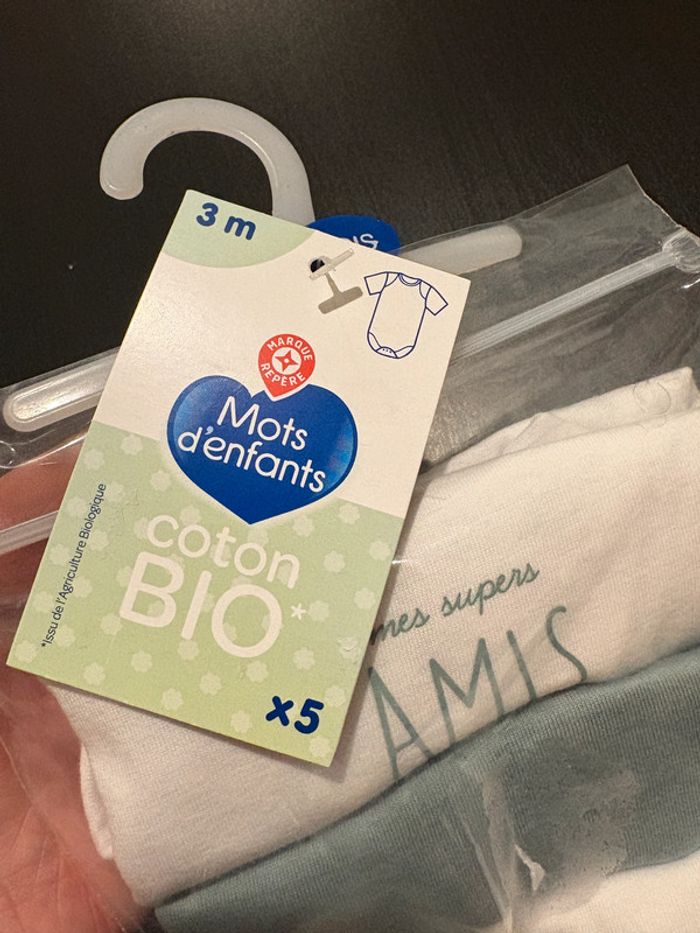 3 m
MARQUE
REPÈRE
Mots
d'enfants
coton
BIO*
*Issu de l'Agriculture Biologique
x5
mes supers
AMIS